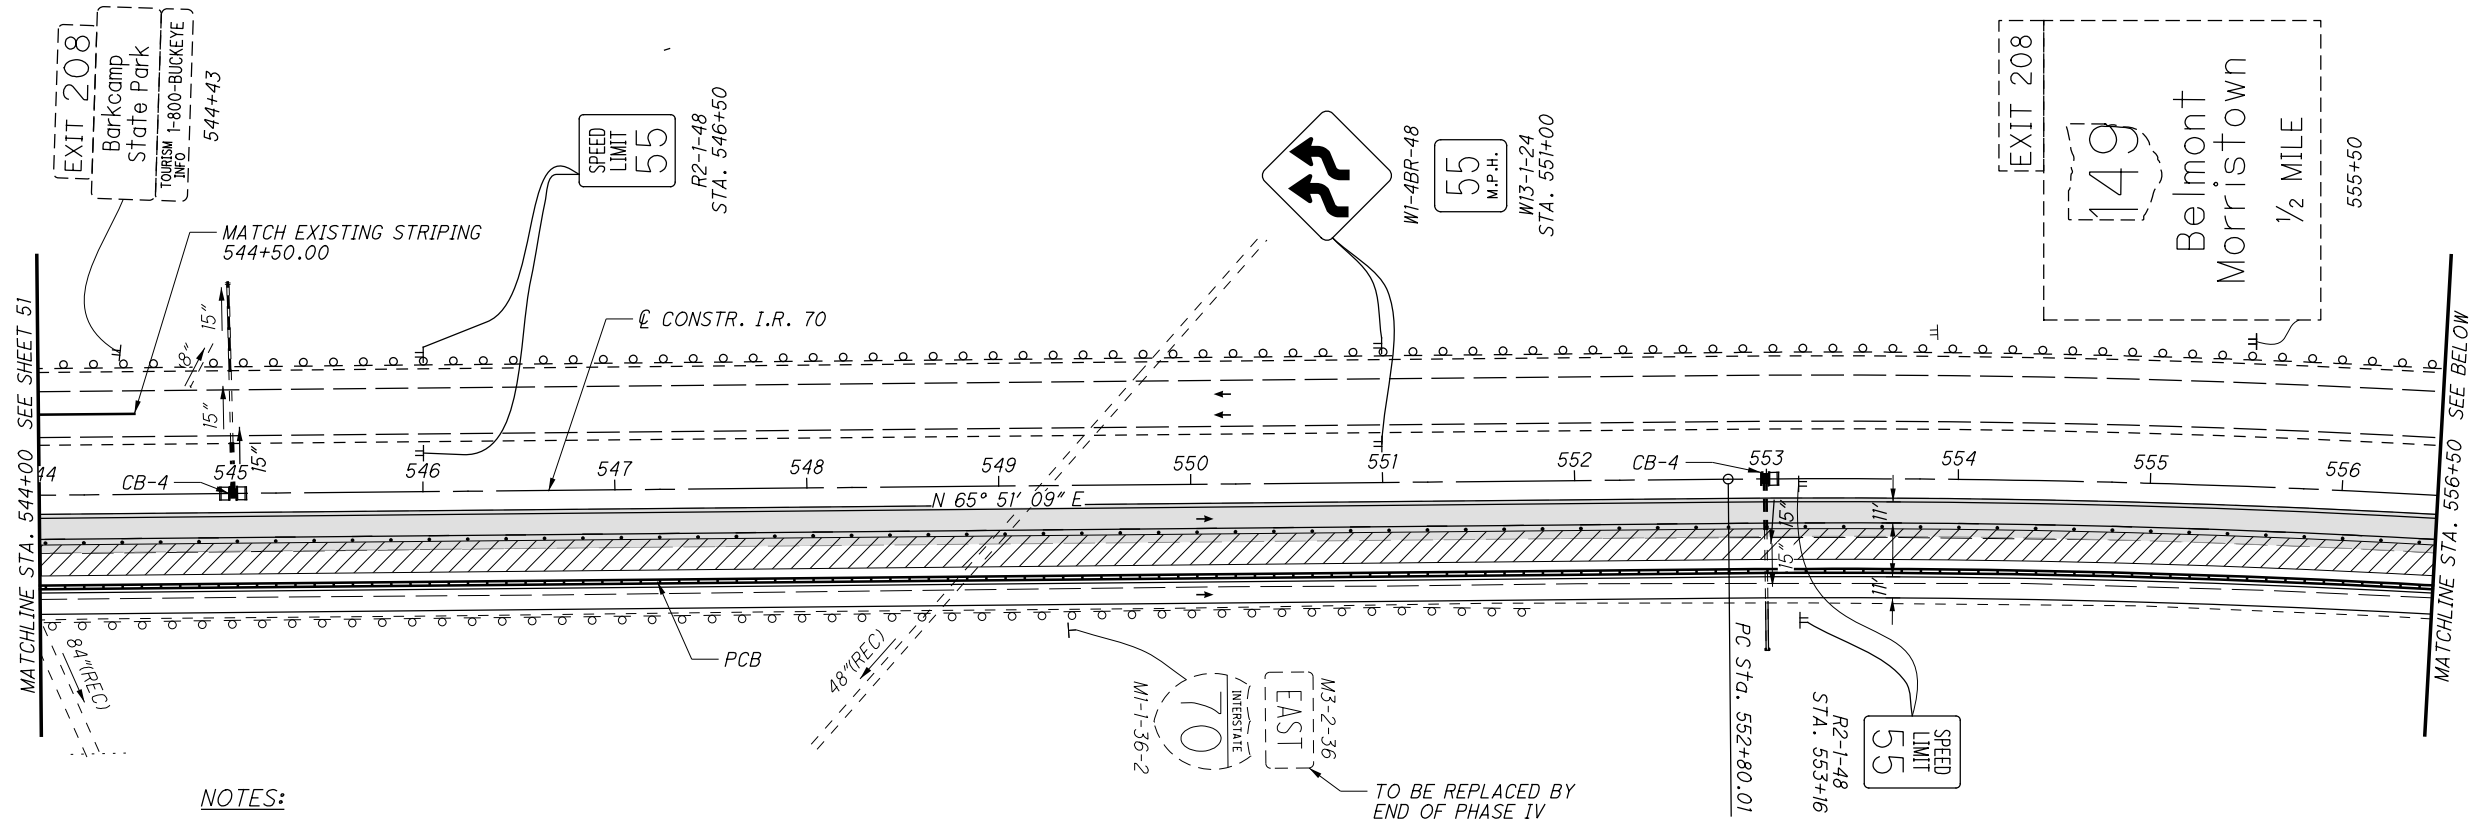 EXIT 208
Barkcamp
State Park
TOURISM 1-800-BUCKEYE
INFO
544+43
MATCH EXISTING STRIPING
544+50.00
SPEED
LIMIT
55
R2-1-48
STA. 546+50
℄ CONSTR. I.R. 70
W1-4BR-48
55
M.P.H.
W13-1-24
STA. 551+00
EXIT 208
149
Belmont
Morristown
½ MILE
555+50
MATCHLINE STA. 544+00 SEE SHEET 51
18"
15"
15"
15"
CB-4
44
545
546
547
548
549
550
551
552
553
554
555
556
CB-4
N 65° 51' 09" E
15"
15"
11'
11'
MATCHLINE STA. 556+50 SEE BELOW
84"(REC)
PCB
48"(REC)
M1-1-36-2
INTERSTATE
70
EAST
M3-2-36
TO BE REPLACED BY
END OF PHASE IV
PC Sta. 552+80.01
R2-1-48
STA. 553+16
SPEED
LIMIT
55
NOTES: